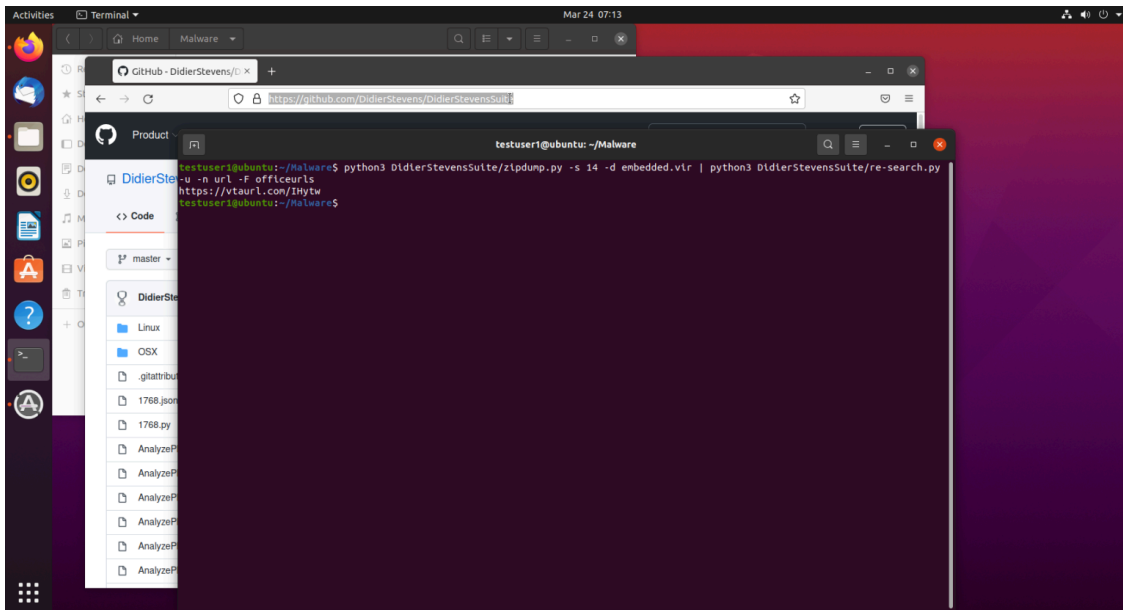 Activities
Terminal
Mar 24 07:13
Home Malware
GitHub - DidierStevens/D
https://github.com/DidierStevens/DidierStevensSuite
Product
testuser1@ubuntu: ~/Malware
testuser1@ubuntu:~/Malware$ python3 DidierStevensSuite/zipdump.py -s 14 -d embedded.vir | python3 DidierStevensSuite/re-search.py
-u -n url -F officeurls
https://vtaurl.com/IHytw
testuser1@ubuntu:~/Malware$
DidierSte
<> Code
master
DidierSte
Linux
OSX
.gitattribut
1768.json
1768.py
AnalyzeP
AnalyzeP
AnalyzeP
AnalyzeP
AnalyzeP
AnalyzeP